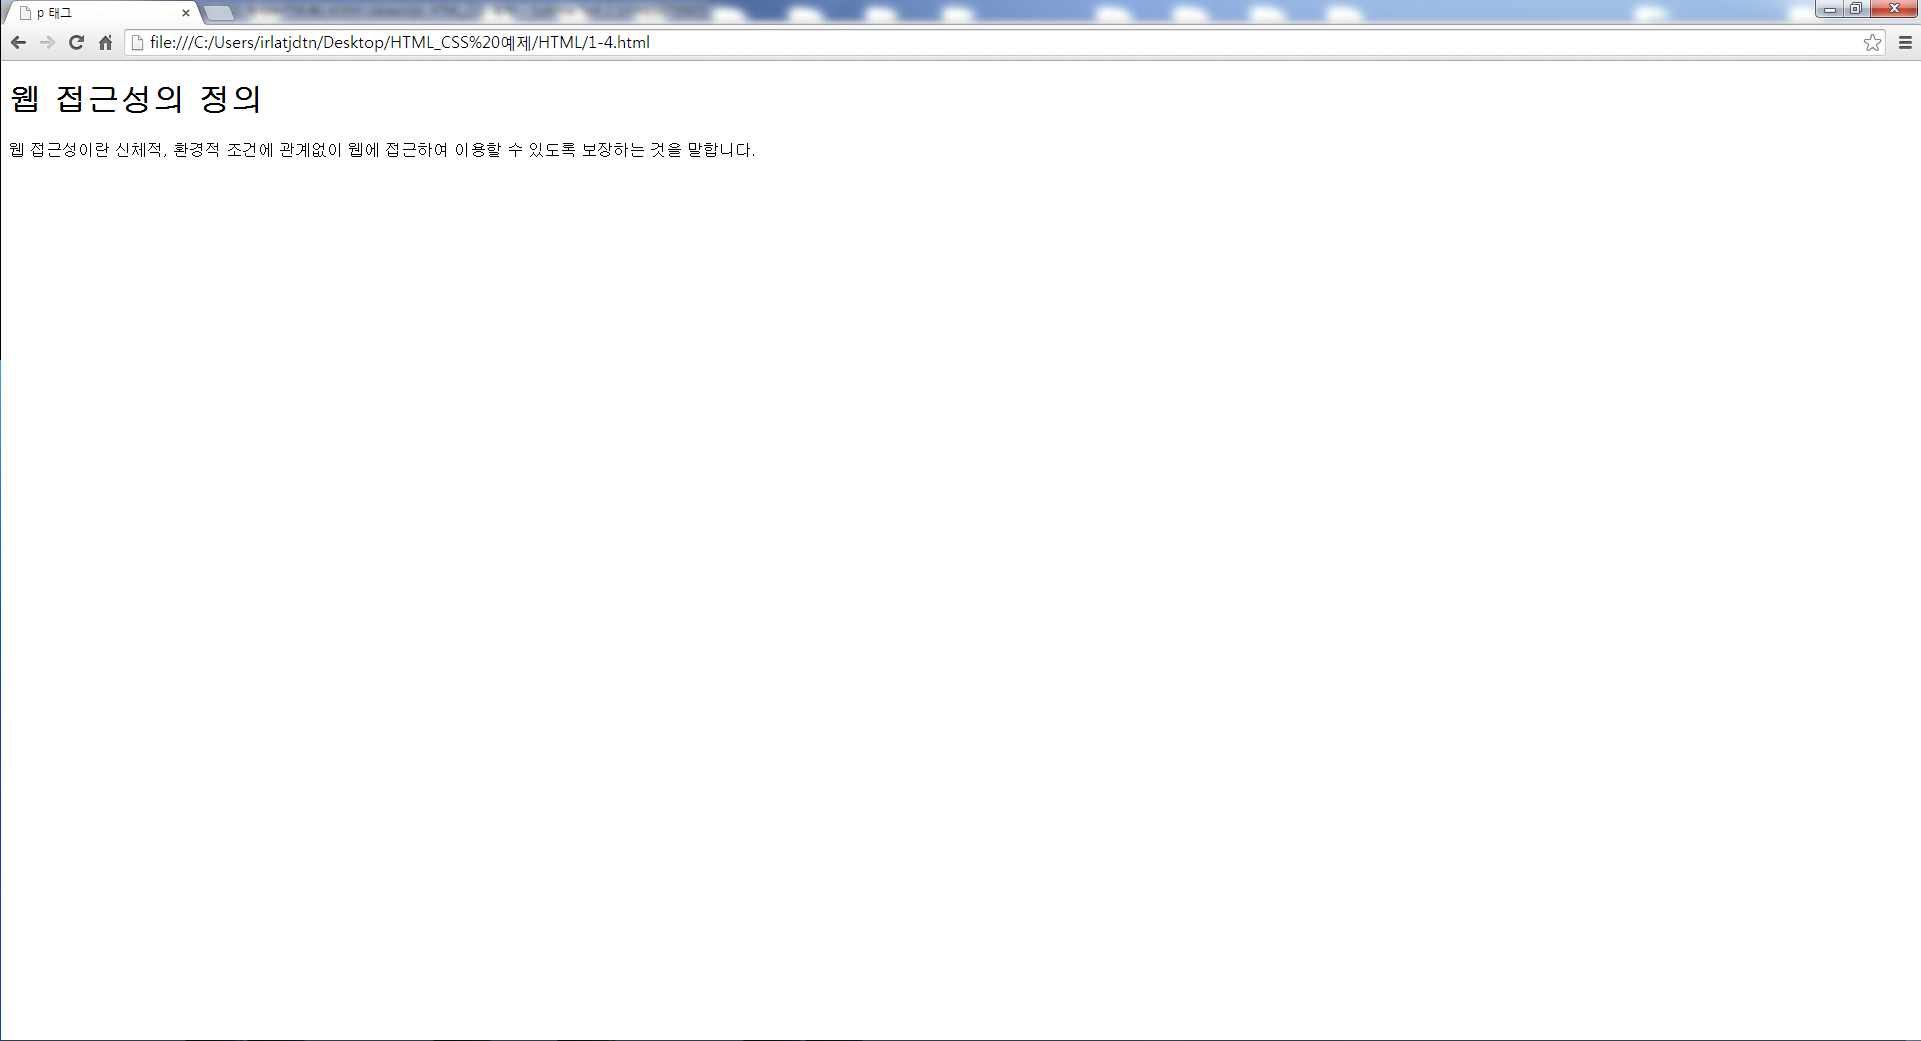 p 태그
file:///C:/Users/irlatjdtn/Desktop/HTML_CSS%20예제/HTML/1-4.html
웹 접근성의 정의
웹 접근성이란 신체적, 환경적 조건에 관계없이 웹에 접근하여 이용할 수 있도록 보장하는 것을 말합니다.